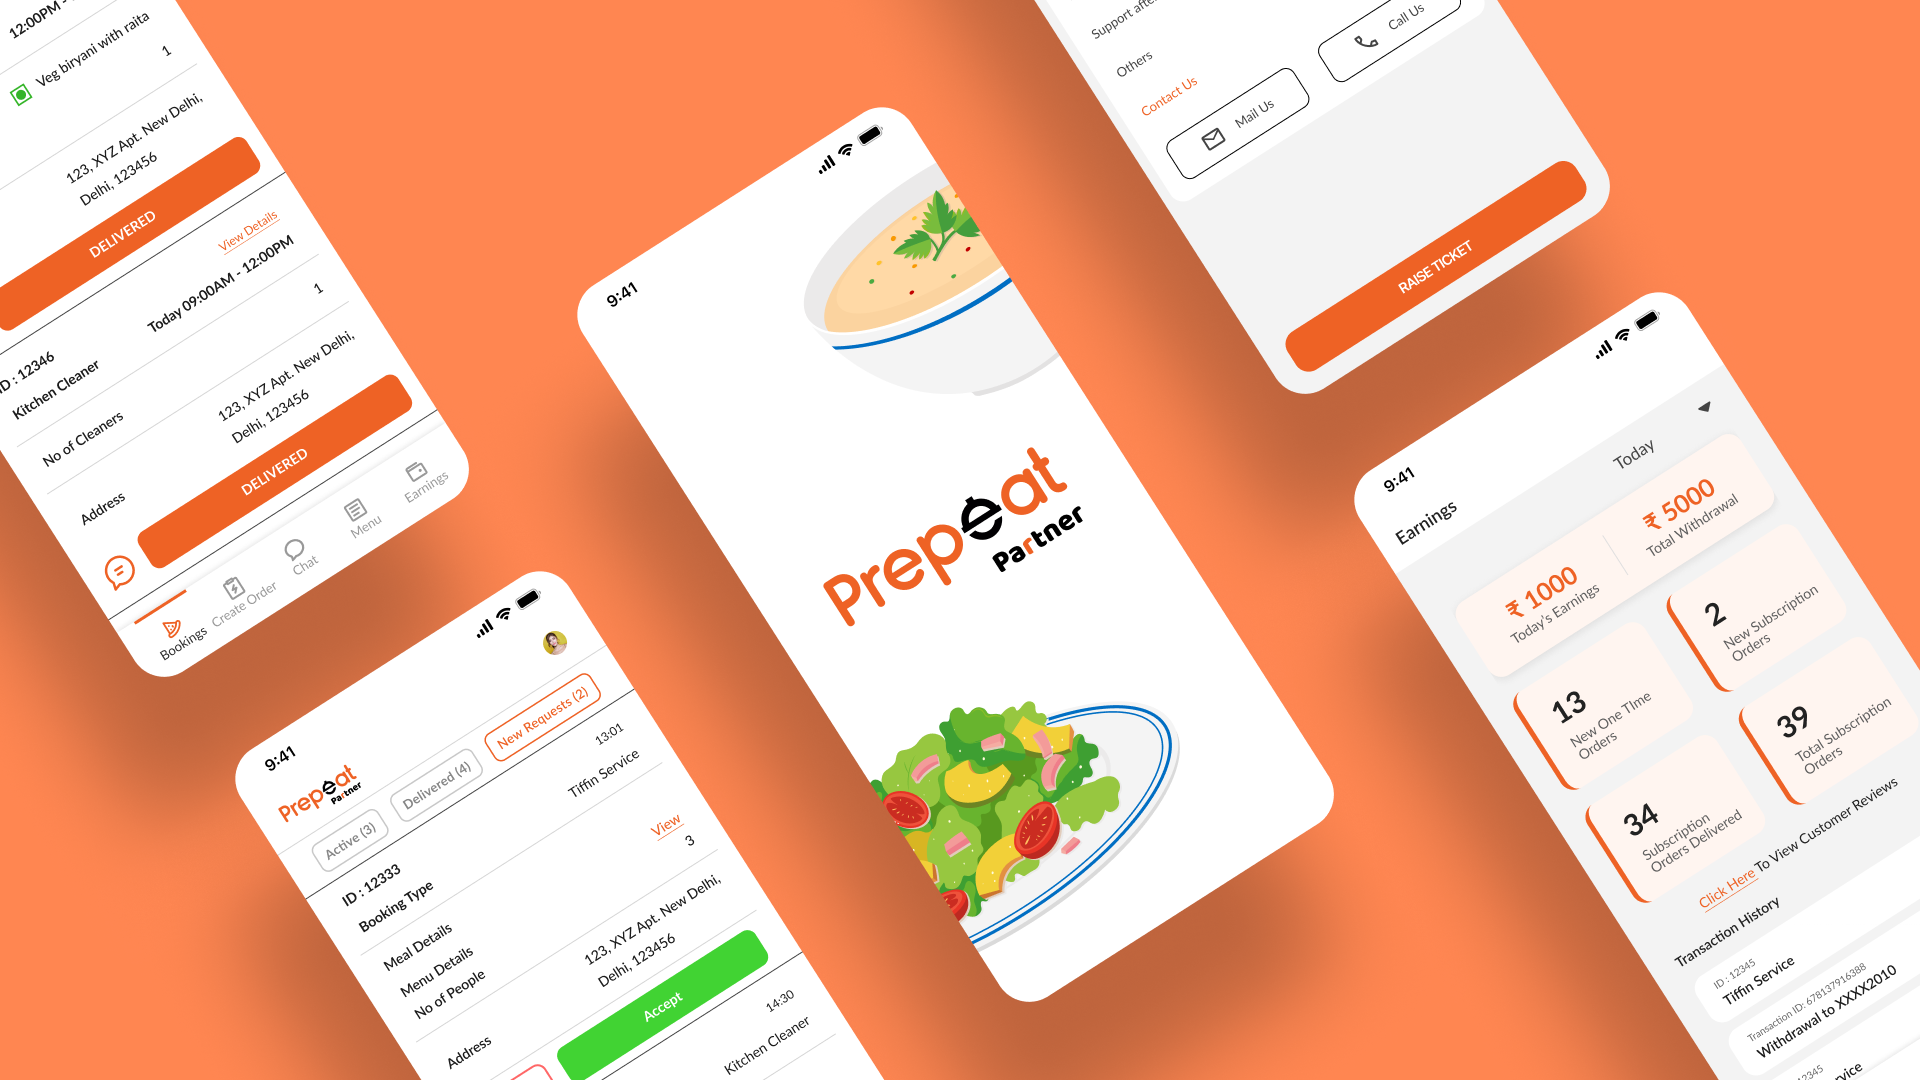 12:00PM -
Veg biryani with raita
1
123, XYZ Apt. New Delhi,
Delhi, 123456
DELIVERED
View Details
ID : 12346
Today 09:00AM - 12:00PM
Kitchen Cleaner
No of Cleaners
1
Address
123, XYZ Apt. New Delhi,
Delhi, 123456
DELIVERED
Bookings
Create Order
Chat
Menu
Earnings
9:41
Prepeat
Partner
Active (3)
Delivered (4)
New Requests (2)
ID : 12333
13:01
Booking Type
Tiffin Service
Meal Details
View
Menu Details
No of People
3
Address
123, XYZ Apt. New Delhi,
Delhi, 123456
Accept
14:30
Kitchen Cleaner
9:41
Prepeat
Partner
Support after
Others
Contact Us
Mail Us
Call Us
RAISE TICKET
9:41
Earnings
Today
₹ 1000
Today's Earnings
₹ 5000
Total Withdrawal
13
New One TIme
Orders
2
New Subscription
Orders
34
Subscription
Orders Delivered
39
Total Subscription
Orders
Click Here To View Customer Reviews
Transaction History
ID : 12345
Tiffin Service
Transaction ID: 678137916388
Withdrawal to XXXX2010
12345